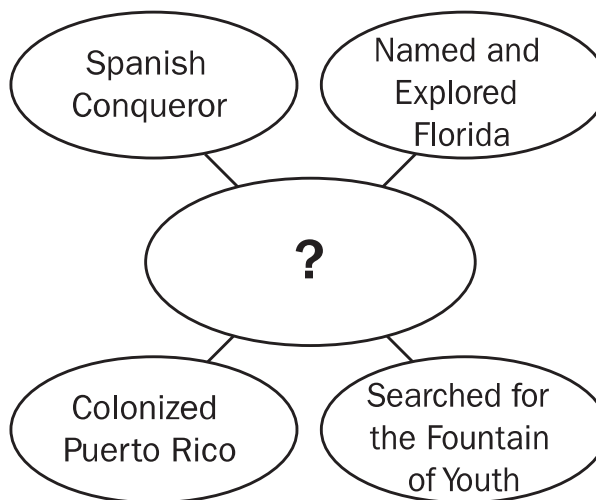 Spanish
Conqueror
Named and
Explored
Florida
?
Colonized
Puerto Rico
Searched for
the Fountain
of Youth